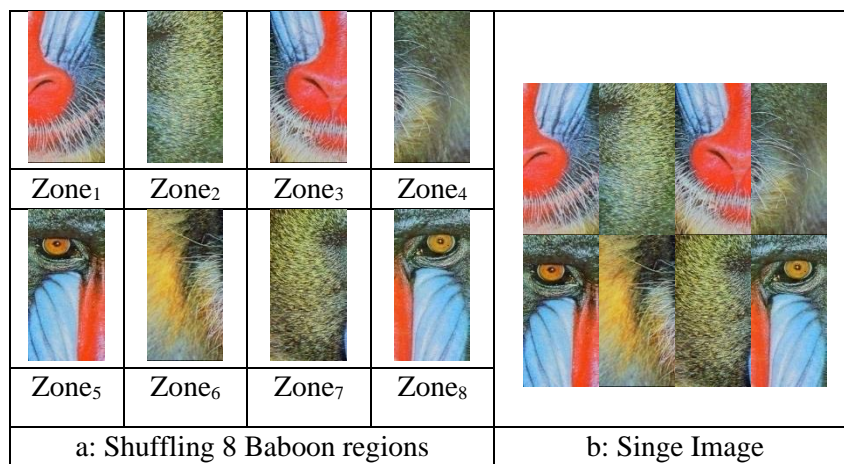 Zone₁ Zone₂ Zone₃ Zone₄
Zone₅ Zone₆ Zone₇ Zone₈
a: Shuffling 8 Baboon regions
b: Singe Image